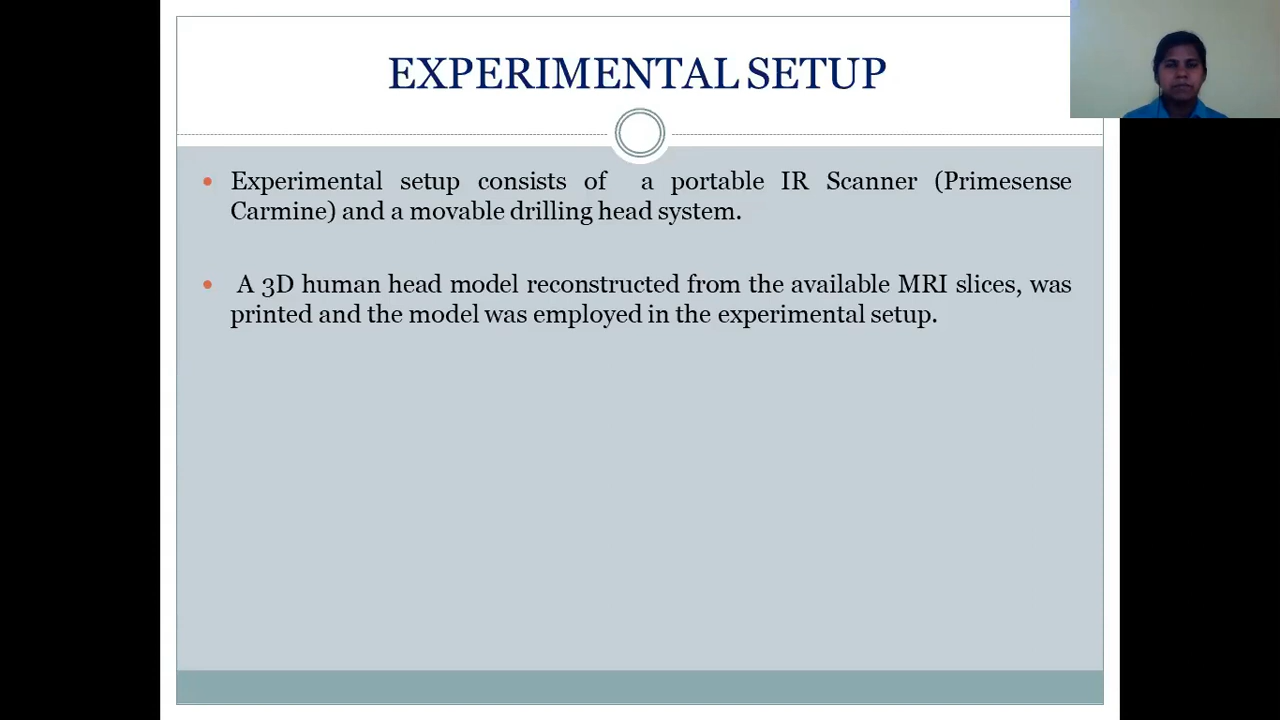 EXPERIMENTAL SETUP
Experimental setup consists of a portable IR Scanner (Primesense
Carmine) and a movable drilling head system.
A 3D human head model reconstructed from the available MRI slices, was
printed and the model was employed in the experimental setup.